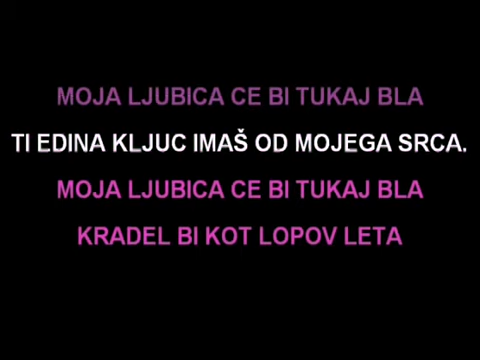 MOJA LJUBICA CE BI TUKAJ BLA
TI EDINA KLJUC IMAŠ OD MOJEGA SRCA.
MOJA LJUBICA CE BI TUKAJ BLA
KRADEL BI KOT LOPOV LETA